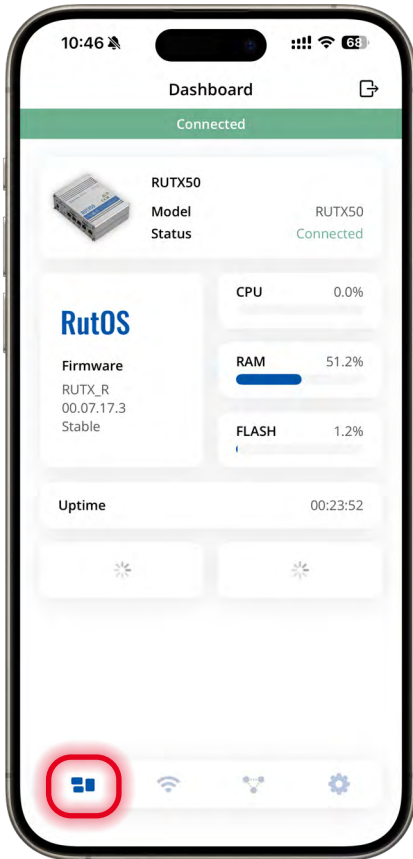 10:46
68
Dashboard
Connected
RUTX50
Model RUTX50
Status Connected
RutOS
Firmware
RUTX_R
00.07.17.3
Stable
CPU 0.0%
RAM 51.2%
FLASH 1.2%
Uptime 00:23:52